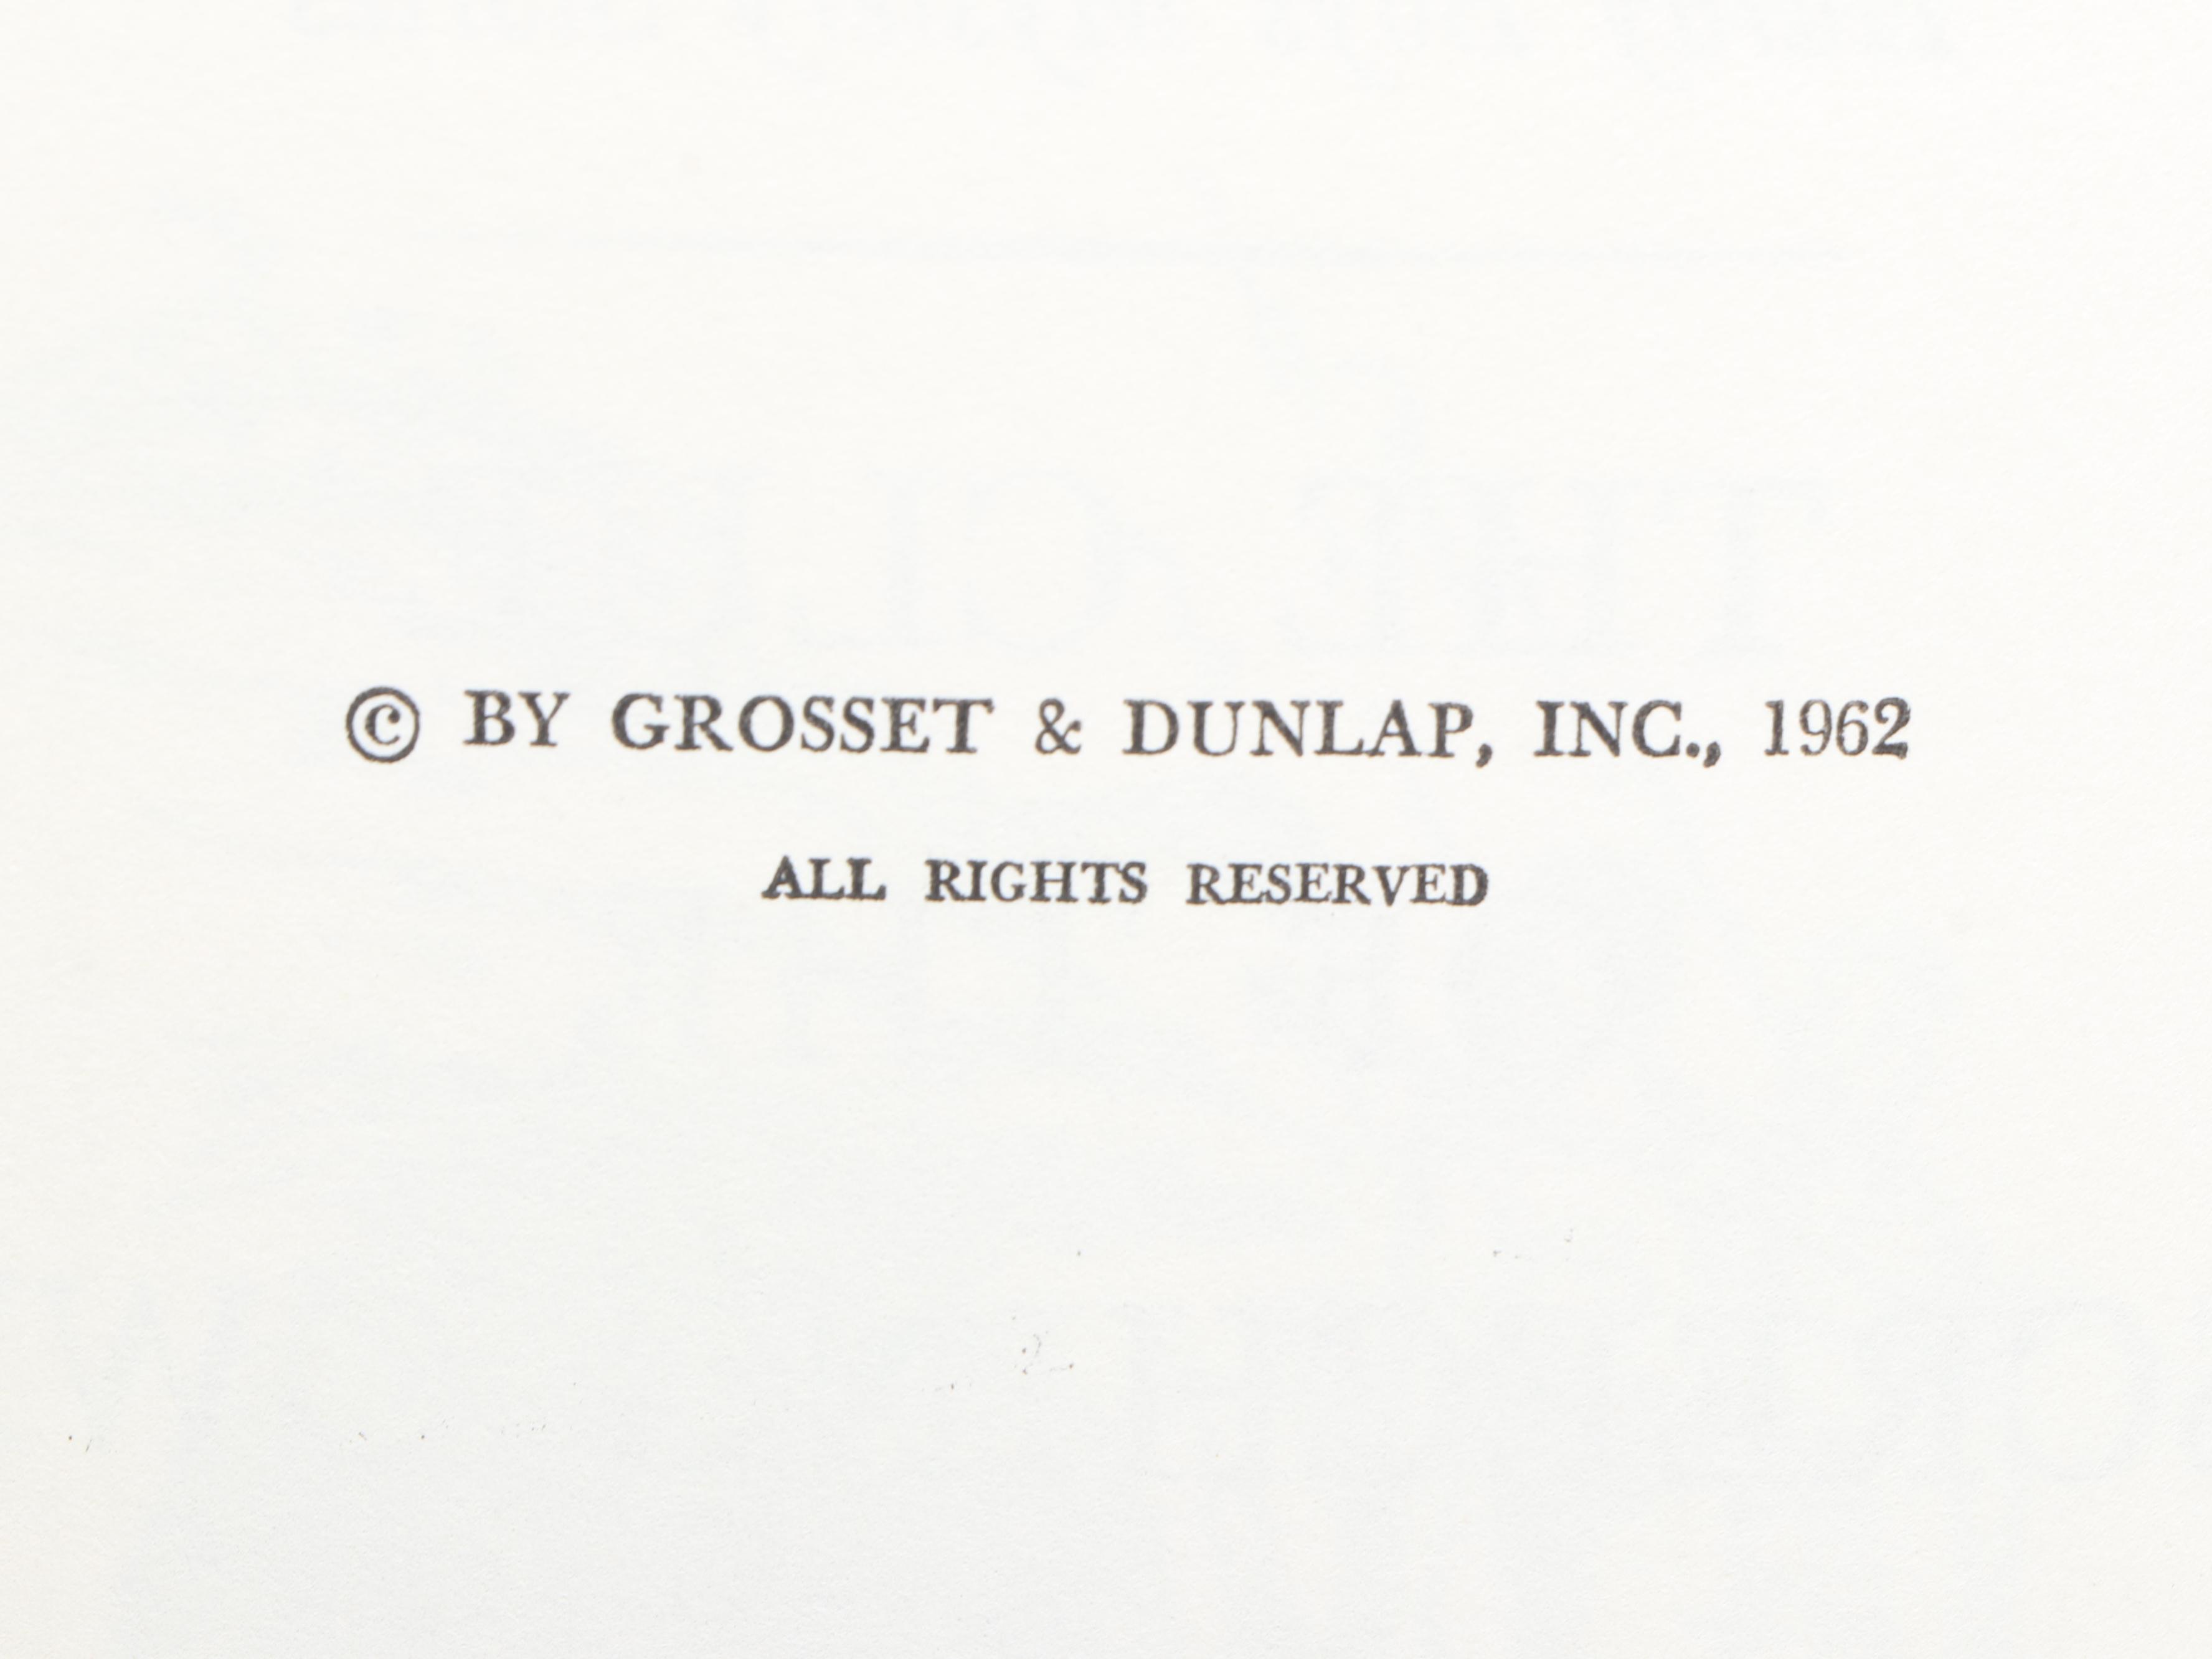 © BY GROSSET & DUNLAP, INC., 1962
ALL RIGHTS RESERVED